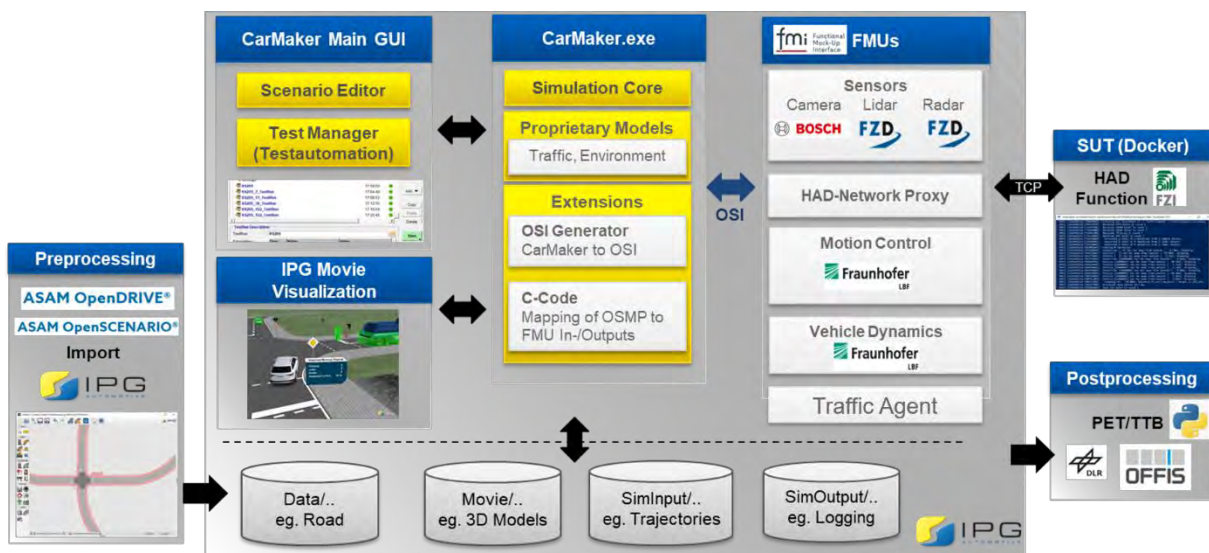 Preprocessing
ASAM OpenDRIVE®
ASAM OpenSCENARIO®
Import
IPG
AUTOMOTIVE
CarMaker Main GUI
Scenario Editor
Test Manager
(Testautomation)
IPG Movie
Visualization
CarMaker.exe
Simulation Core
Proprietary Models
Traffic, Environment
Extensions
OSI Generator
CarMaker to OSI
C-Code
Mapping of OSMP to
FMU In-/Outputs
OSI
fmi Functional Mock-Up Interface FMUs
Sensors
Camera Lidar Radar
BOSCH FZD FZD
HAD-Network Proxy
Motion Control
Fraunhofer
LBF
Vehicle Dynamics
Fraunhofer
LBF
Traffic Agent
TCP
SUT (Docker)
HAD
Function
FZI
Postprocessing
PET/TTB
DLR
OFFIS
Data/..
eg. Road
Movie/..
eg. 3D Models
SimInput/..
eg. Trajectories
SimOutput/..
eg. Logging
IPG
AUTOMOTIVE